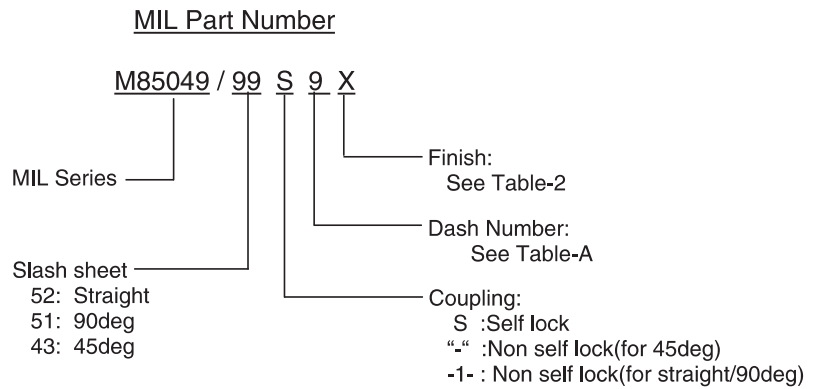 MIL Part Number
M85049 / 99 S 9 X
MIL Series
Slash sheet
52: Straight
51: 90deg
43: 45deg
Finish:
See Table-2
Dash Number:
See Table-A
Coupling:
S :Self lock
“-“ :Non self lock(for 45deg)
-1- : Non self lock(for straight/90deg)